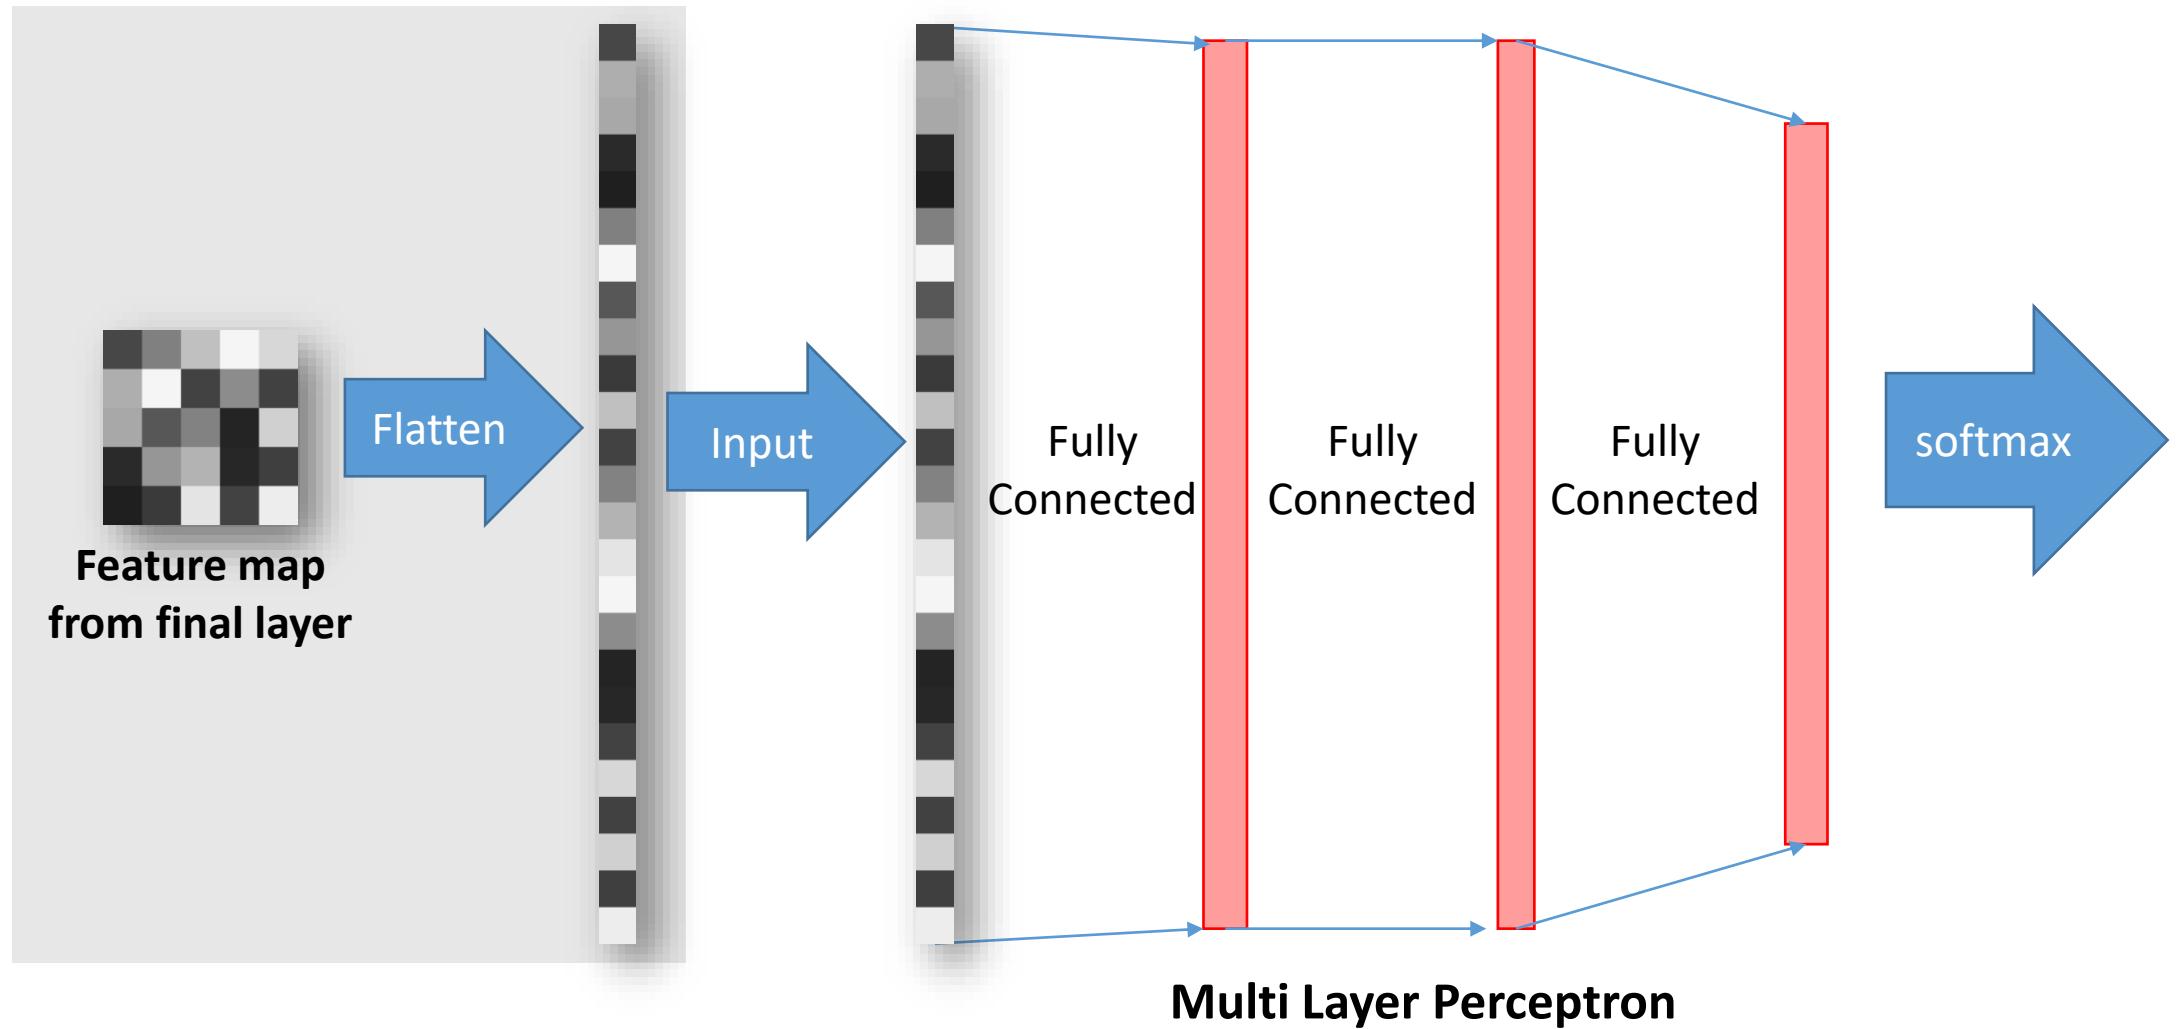 Feature map
from final layer
Flatten
Input
Fully
Connected
Fully
Connected
Fully
Connected
softmax
Multi Layer Perceptron